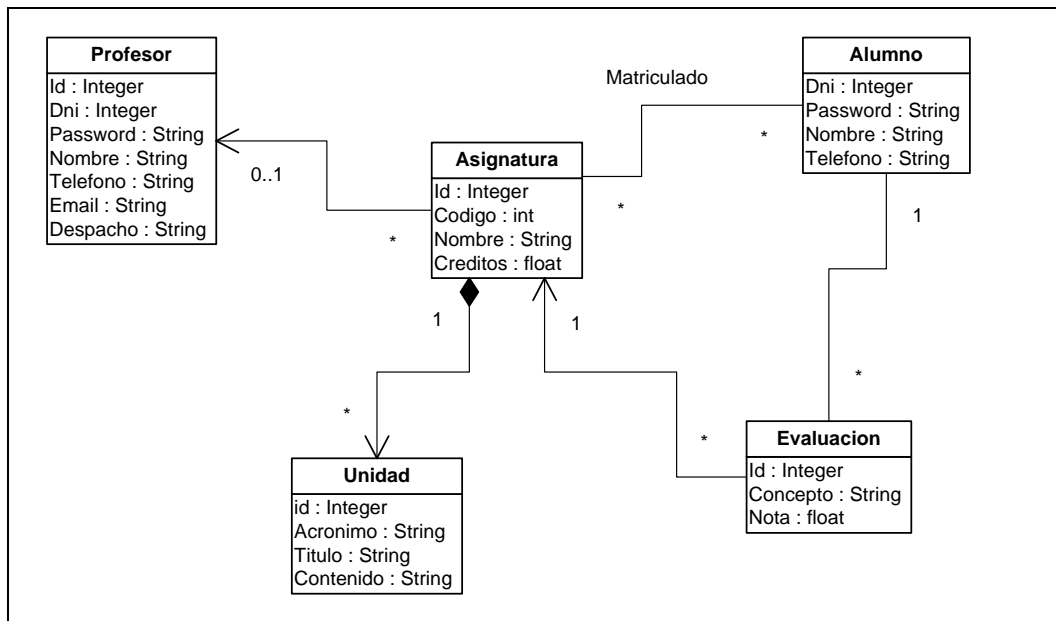 Profesor
Id : Integer
Dni : Integer
Password : String
Nombre : String
Telefono : String
Email : String
Despacho : String
0..1
*
Asignatura
Id : Integer
Codigo : int
Nombre : String
Creditos : float
Matriculado
*
*
Alumno
Dni : Integer
Password : String
Nombre : String
Telefono : String
1
*
1
*
1
*
Unidad
id : Integer
Acronimo : String
Titulo : String
Contenido : String
Evaluacion
Id : Integer
Concepto : String
Nota : float